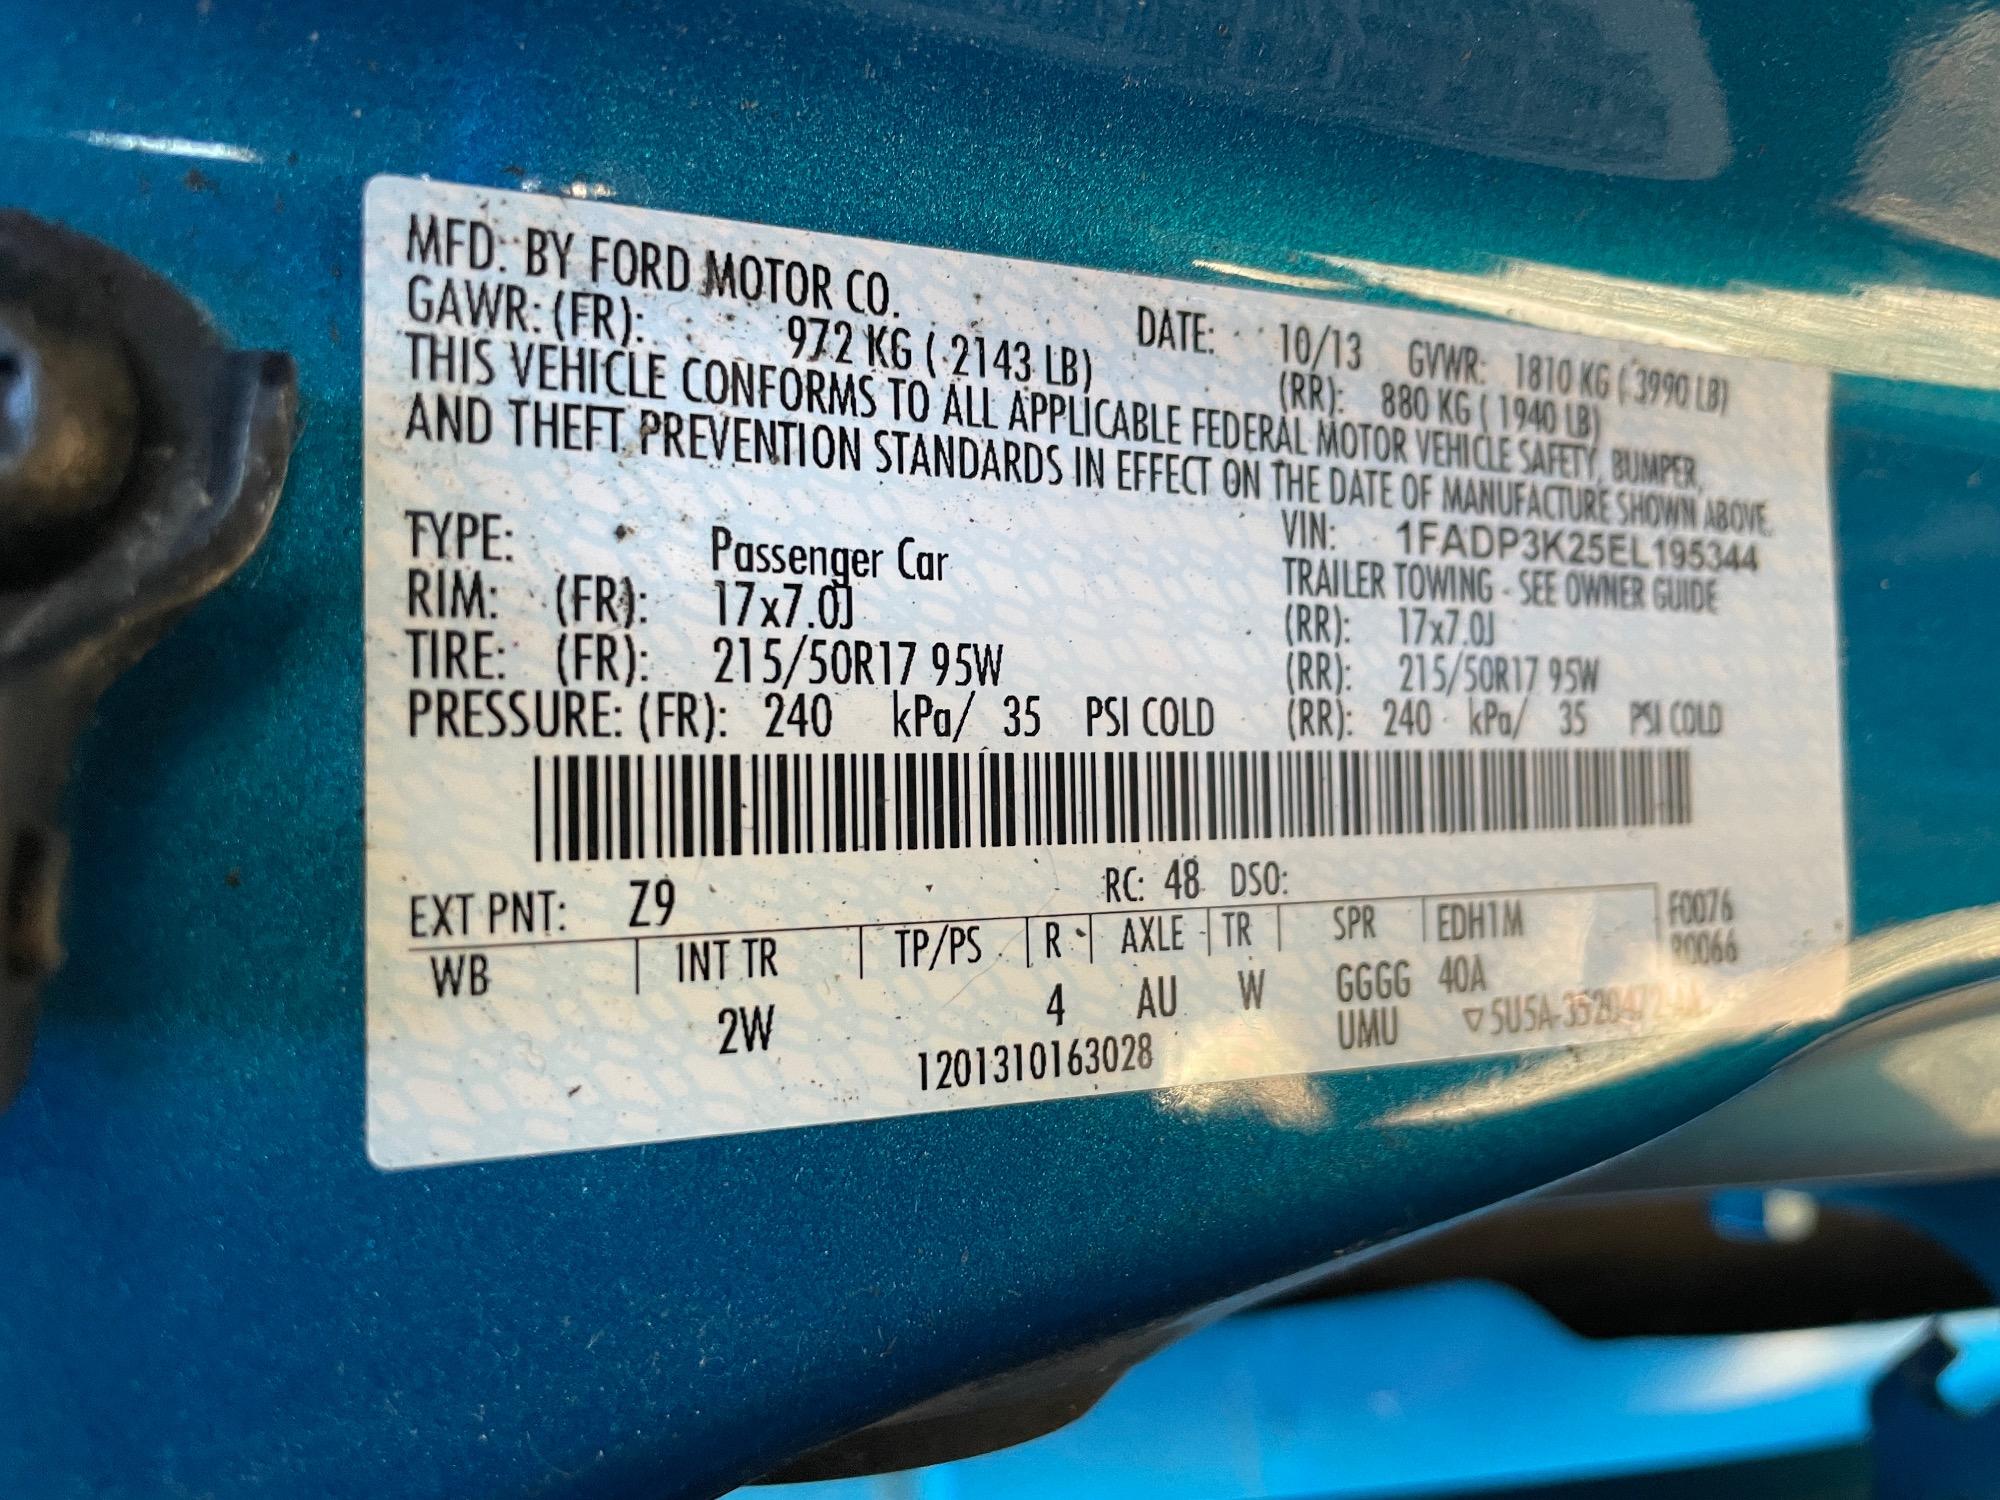 MFD. BY FORD MOTOR CO.
DATE: 10/13 GVWR: 1810 KG ( 3990 LB)
GAWR: (FR): 972 KG ( 2143 LB) (RR): 880 KG ( 1940 LB)
THIS VEHICLE CONFORMS TO ALL APPLICABLE FEDERAL MOTOR VEHICLE SAFETY, BUMPER,
AND THEFT PREVENTION STANDARDS IN EFFECT ON THE DATE OF MANUFACTURE SHOWN ABOVE.
VIN: 1FADP3K25EL195344
TYPE: Passenger Car TRAILER TOWING - SEE OWNER GUIDE
RIM: (FR): 17x7.0J (RR): 17x7.0J
TIRE: (FR): 215/50R17 95W (RR): 215/50R17 95W
PRESSURE: (FR): 240 kPa/ 35 PSI COLD (RR): 240 kPa/ 35 PSI COLD
EXT PNT: Z9 RC: 48 DSO: F0076
WB INT TR TP/PS R AXLE TR SPR EDH1M R0066
2W 4 AU W GGGG 40A
UMU ▽5U5A-3520472-AA
1201310163028